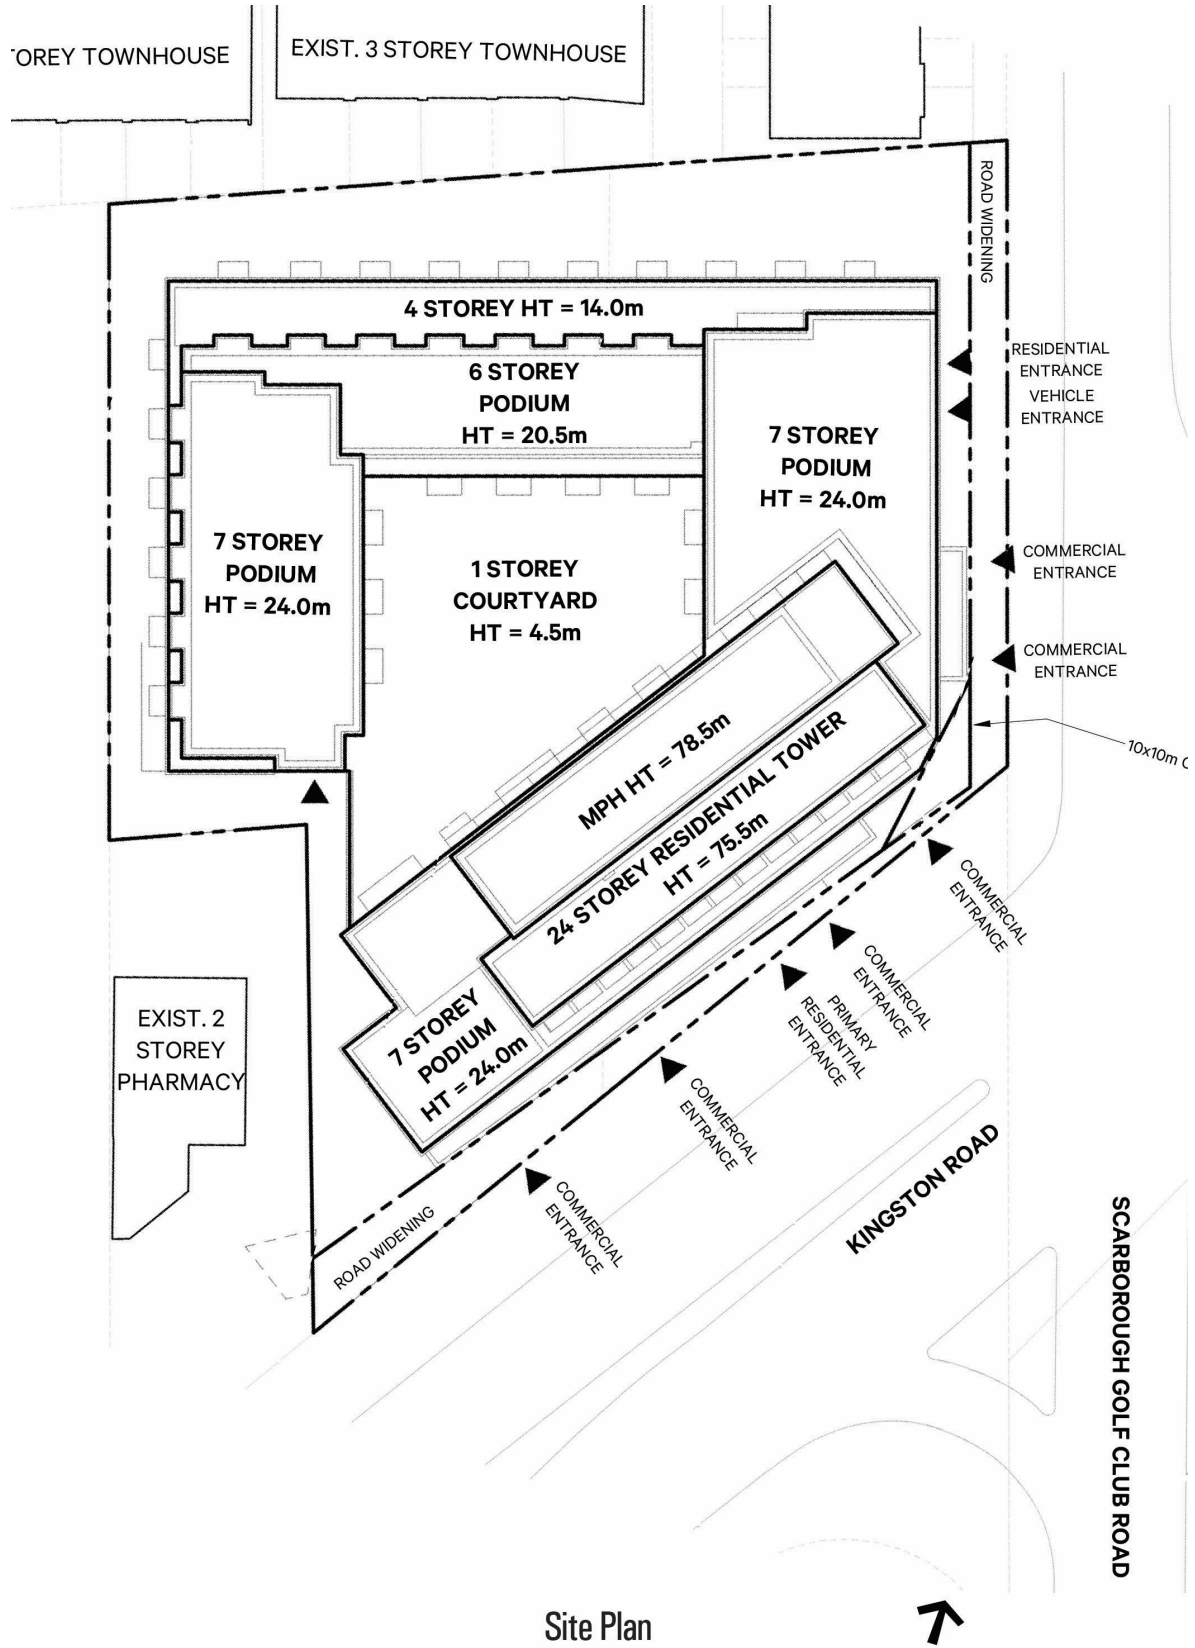 TOREY TOWNHOUSE
EXIST. 3 STOREY TOWNHOUSE
ROAD WIDENING
4 STOREY HT = 14.0m
6 STOREY
PODIUM
HT = 20.5m
RESIDENTIAL
ENTRANCE
VEHICLE
ENTRANCE
7 STOREY
PODIUM
HT = 24.0m
7 STOREY
PODIUM
HT = 24.0m
1 STOREY
COURTYARD
HT = 4.5m
COMMERCIAL
ENTRANCE
COMMERCIAL
ENTRANCE
10x10m C
MPH HT = 78.5m
24 STOREY RESIDENTIAL TOWER
HT = 75.5m
7 STOREY
PODIUM
HT = 24.0m
COMMERCIAL
ENTRANCE
COMMERCIAL
ENTRANCE
PRIMARY
RESIDENTIAL
ENTRANCE
COMMERCIAL
ENTRANCE
COMMERCIAL
ENTRANCE
EXIST. 2
STOREY
PHARMACY
ROAD WIDENING
KINGSTON ROAD
SCARBOROUGH GOLF CLUB ROAD
Site Plan